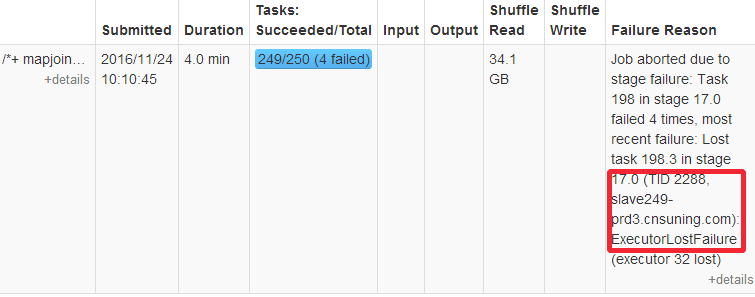 Submitted Duration Tasks: Succeeded/Total Input Output Shuffle Read Shuffle Write Failure Reason
/*+ mapjoin…
+details
2016/11/24
10:10:45
4.0 min
249/250 (4 failed)
34.1
GB
Job aborted due to
stage failure: Task
198 in stage 17.0
failed 4 times, most
recent failure: Lost
task 198.3 in stage
17.0 (TID 2288,
slave249-
prd3.cnsuning.com):
ExecutorLostFailure
(executor 32 lost)
+details